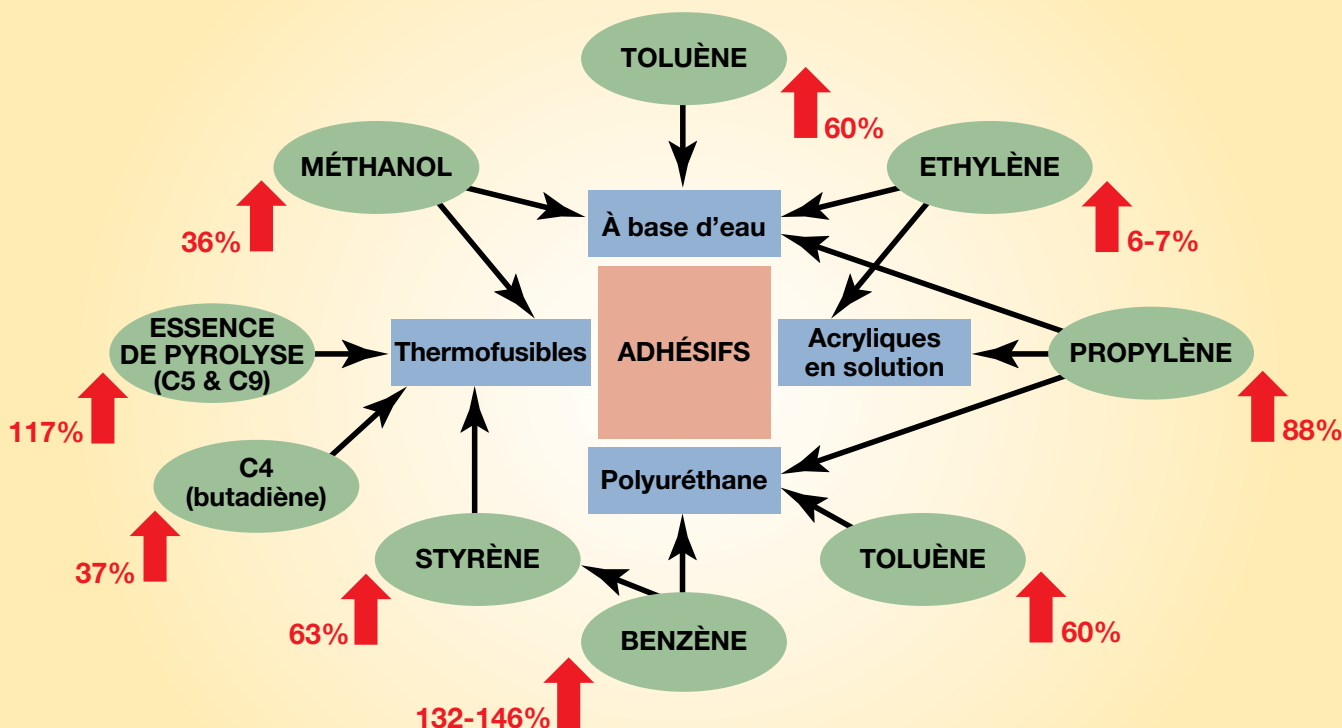 TOLUÈNE
60%
MÉTHANOL
36%
ETHYLÈNE
6-7%
À base d’eau
ESSENCE
DE PYROLYSE
(C5 & C9)
117%
Thermofusibles
ADHÉSIFS
Acryliques
en solution
PROPYLÈNE
88%
C4
(butadiène)
37%
Polyuréthane
STYRÈNE
63%
TOLUÈNE
60%
BENZÈNE
132-146%